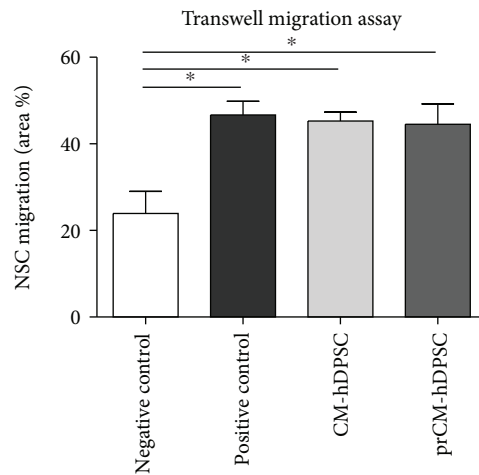 Transwell migration assay
*
*
*
NSC migration (area %)
60
40
20
0
Negative control
Positive control
CM-hDPSC
prCM-hDPSC